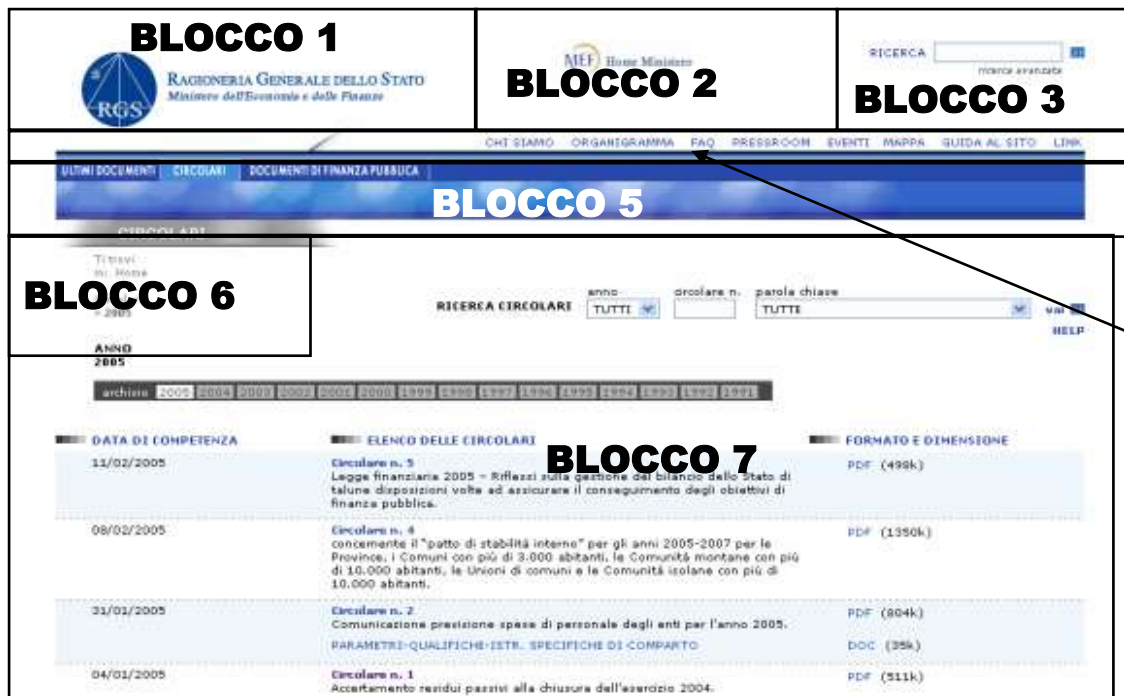 BLOCCO 1
RAGIONERIA GENERALE DELLO STATO
Ministero dell'Economia e delle Finanze
RGS
MEF Home Ministero
BLOCCO 2
RICERCA
ricerca avanzata
BLOCCO 3
CHI SIAMO ORGANIGRAMMA FAQ PRESSROOM EVENTI MAPPA GUIDA AL SITO LINK
ULTIMI DOCUMENTI CIRCOLARI DOCUMENTI DI FINANZA PUBBLICA
BLOCCO 5
CIRCOLARI
Ti trovi
in: Home
BLOCCO 6
- 2005
anno circolare n. parola chiave
RICERCA CIRCOLARI TUTTI TUTTE vai
HELP
ANNO
2005
archivio 2005 2004 2003 2002 2001 2000 1999 1998 1997 1996 1995 1994 1993 1992 1991
DATA DI COMPETENZA ELENCO DELLE CIRCOLARI FORMATO E DIMENSIONE
BLOCCO 7
11/02/2005 Circolare n. 5 PDF (498k)
Legge finanziaria 2005 – Riflessi sulla gestione del bilancio dello Stato di
talune disposizioni volte ad assicurare il conseguimento degli obiettivi di
finanza pubblica.
08/02/2005 Circolare n. 4 PDF (1350k)
concernente il "patto di stabilità interno" per gli anni 2005-2007 per le
Province, i Comuni con più di 3.000 abitanti, le Comunità montane con più
di 10.000 abitanti, le Unioni di comuni e le Comunità isolane con più di
10.000 abitanti.
31/01/2005 Circolare n. 2 PDF (804k)
Comunicazione previsione spese di personale degli enti per l'anno 2005.
PARAMETRI-QUALIFICHE-ISTR. SPECIFICHE DI COMPARTO DOC (35k)
04/01/2005 Circolare n. 1 PDF (511k)
Accertamento residui passivi alla chiusura dell'esercizio 2004.